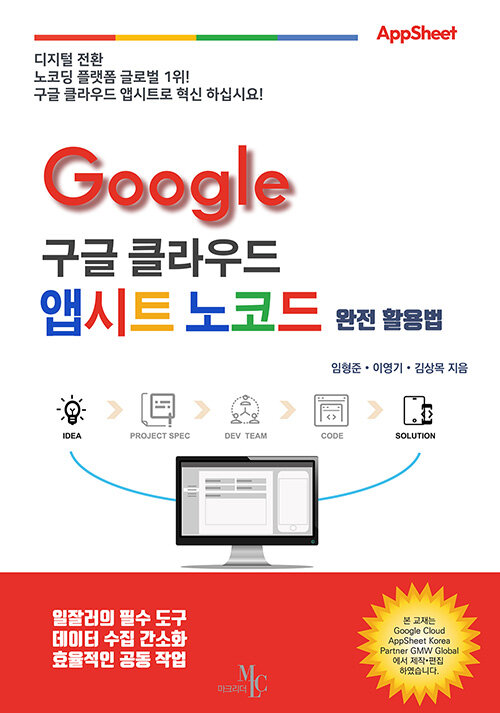 AppSheet
디지털 전환
노코딩 플랫폼 글로벌 1위!
구글 클라우드 앱시트로 혁신 하십시요!
Google
구글 클라우드
앱시트 노코드 완전 활용법
임형준 • 이영기 • 김상목 지음
IDEA PROJECT SPEC DEV TEAM CODE SOLUTION
일잘러의 필수 도구
데이터 수집 간소화
효율적인 공동 작업
본 교재는
Google Cloud
AppSheet Korea
Partner GMW Global
에서 제작•편집
하였습니다.
마크리더 MLC